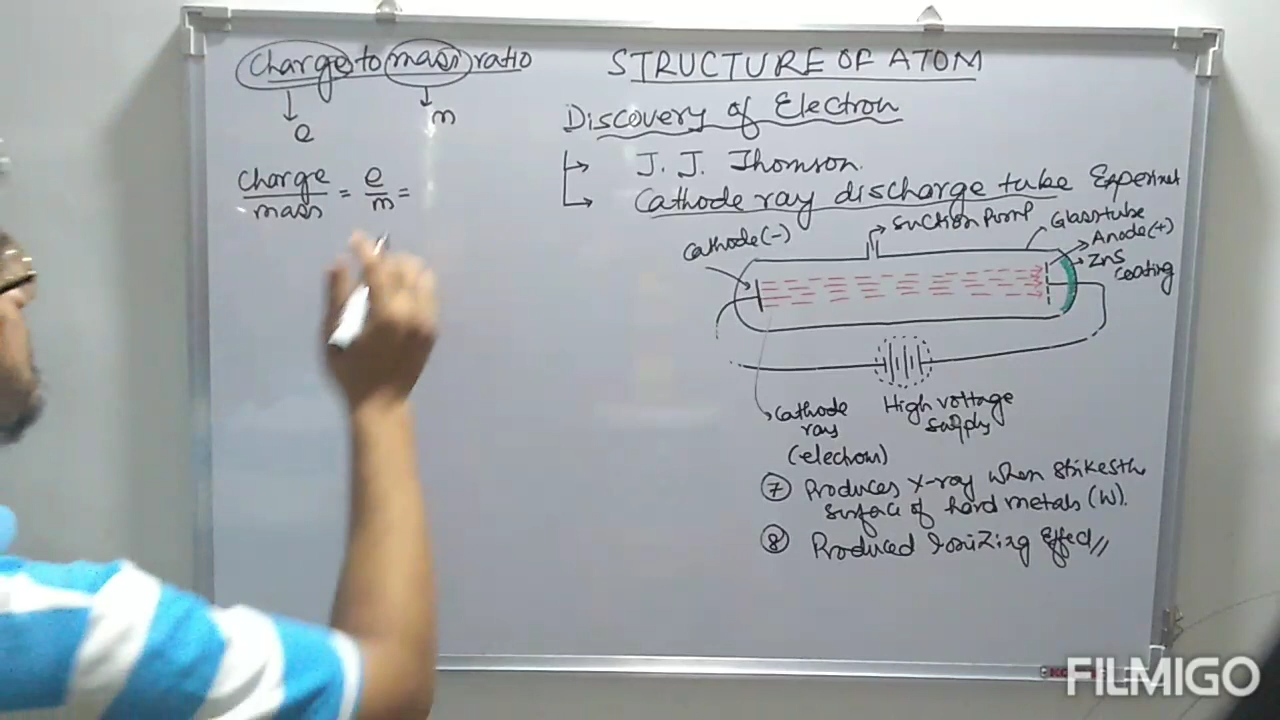 charge to mass ratio
e
m
charge/mass = e/m =
STRUCTURE OF ATOM
Discovery of Electron
J. J. Thomson
Cathode ray discharge tube Experimet
Cathode(-)
Suction Pump
Glass tube
Anode(+)
ZnS
coating
Cathode
ray
(electrons)
High voltage
supply
7 Produces X-ray when strikes the
surface of hard metals (W).
8 Produced Ionizing Effect //
FILMIGO